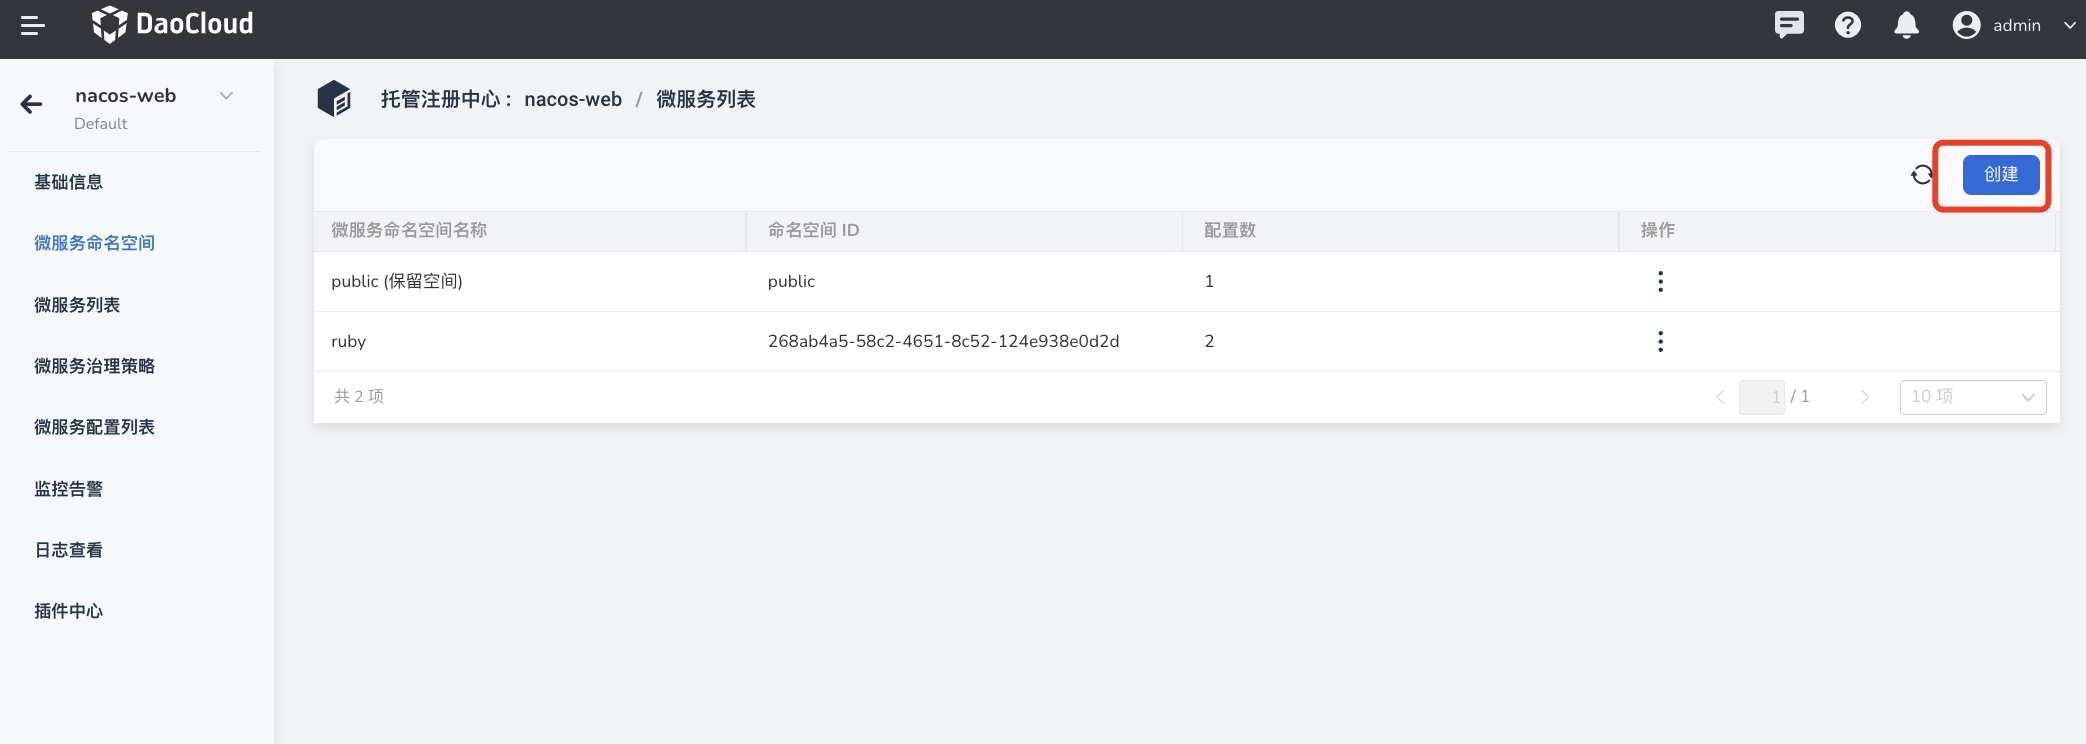 DaoCloud
admin
nacos-web
Default
基础信息
微服务命名空间
微服务列表
微服务治理策略
微服务配置列表
监控告警
日志查看
插件中心
托管注册中心： nacos-web / 微服务列表
创建
微服务命名空间名称 命名空间 ID 配置数 操作
public (保留空间) public 1
ruby 268ab4a5-58c2-4651-8c52-124e938e0d2d 2
共 2 项 1 / 1 10 项